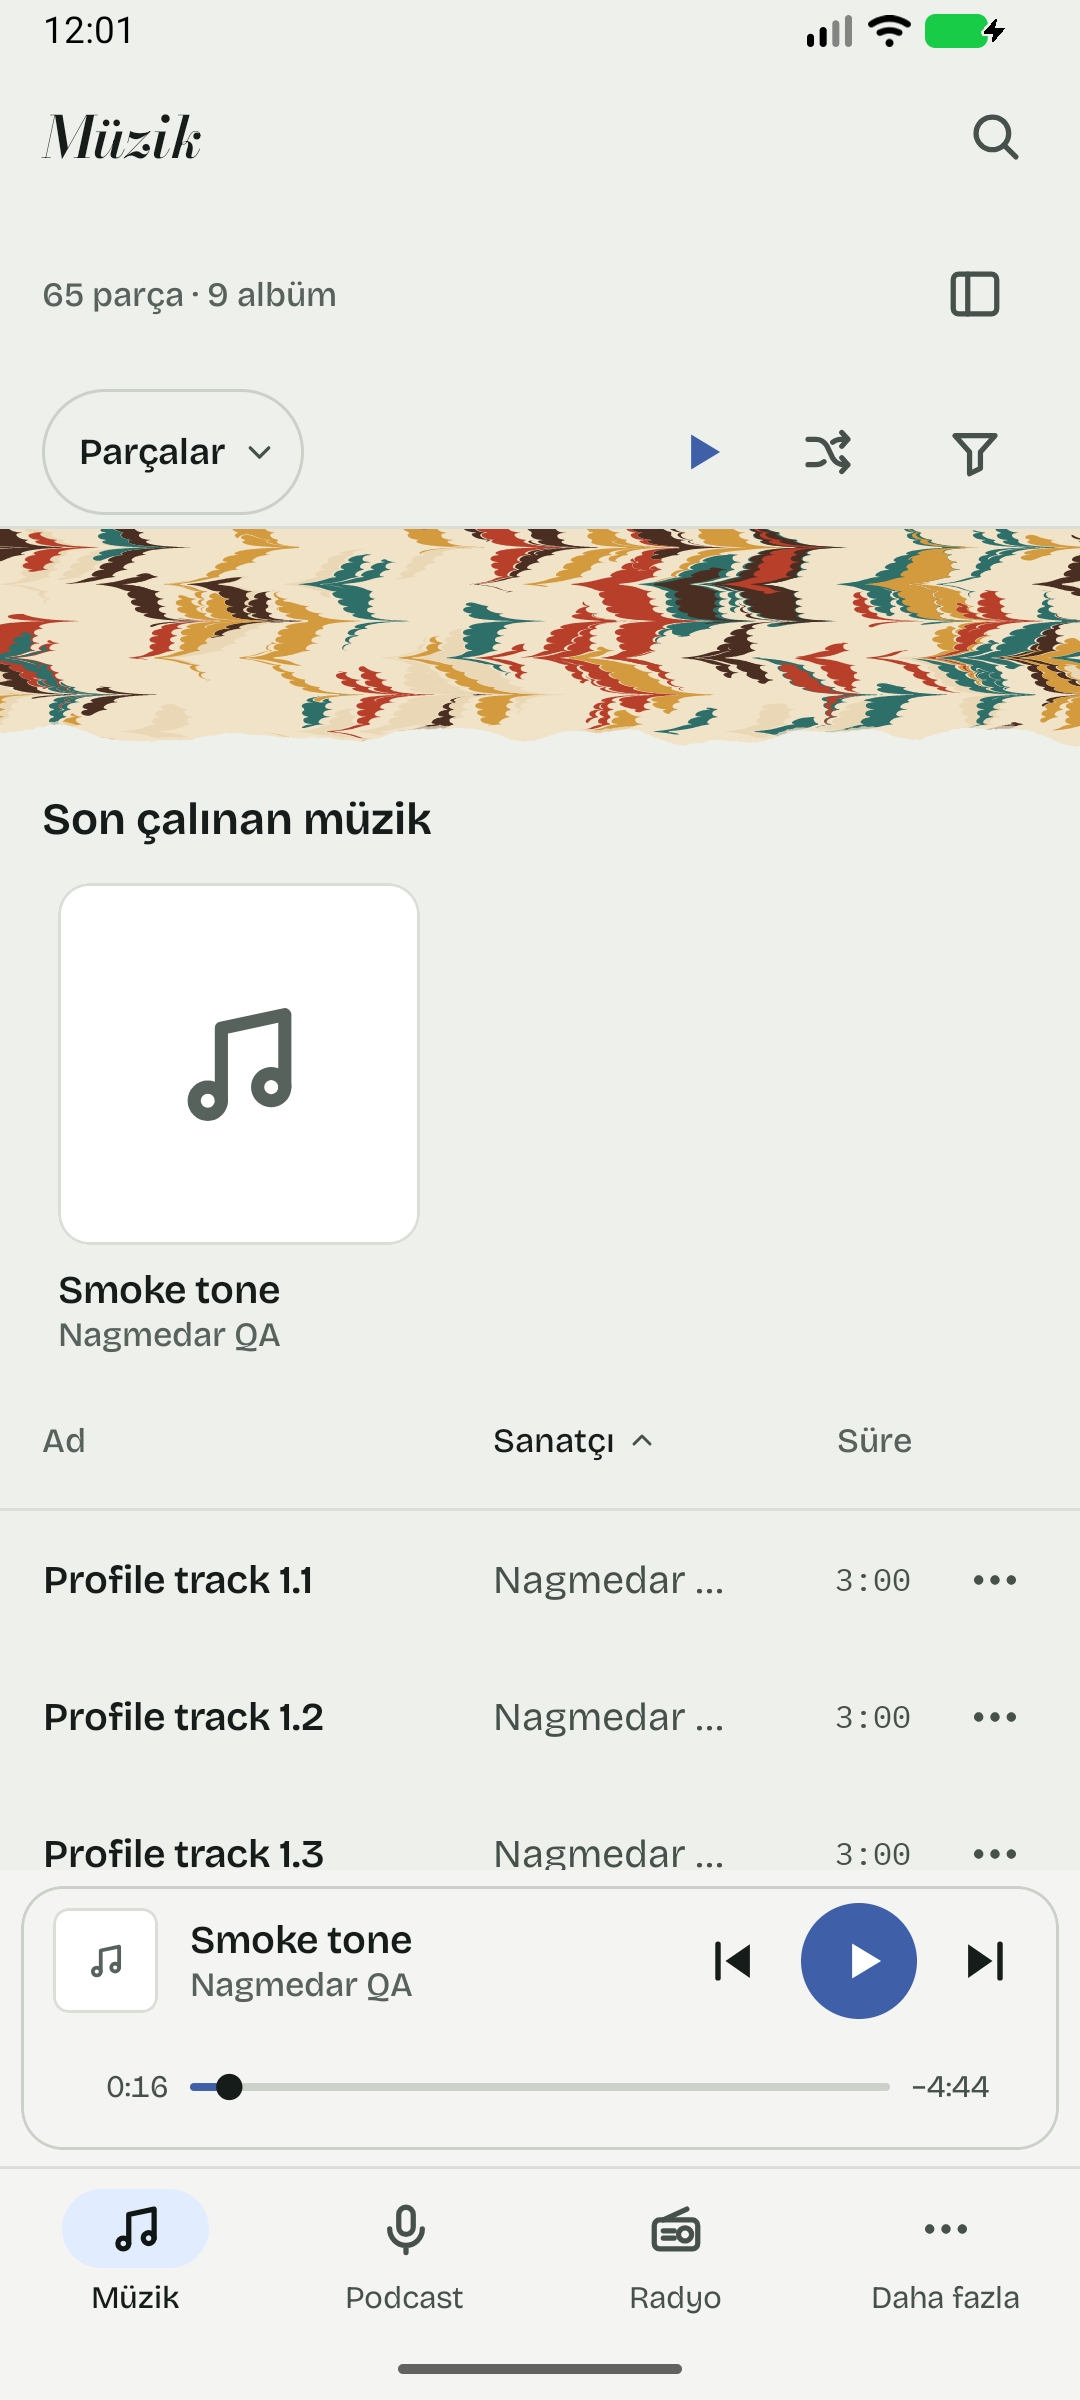 12:01
Müzik
65 parça · 9 albüm
Parçalar
Son çalınan müzik
Smoke tone
Nagmedar QA
Ad Sanatçı Süre
Profile track 1.1 Nagmedar ... 3:00
Profile track 1.2 Nagmedar ... 3:00
Profile track 1.3 Nagmedar ... 3:00
Smoke tone
Nagmedar QA
0:16 -4:44
Müzik Podcast Radyo Daha fazla